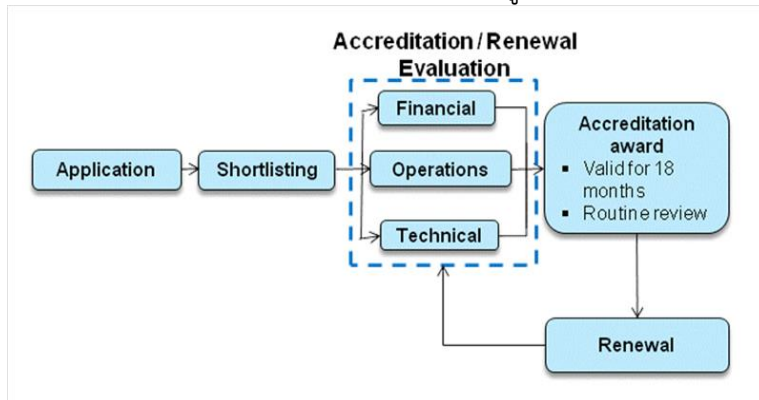 Accreditation/Renewal
Evaluation
Financial
Application
Shortlisting
Operations
Technical
Accreditation
award
▪ Valid for 18
months
▪ Routine review
Renewal